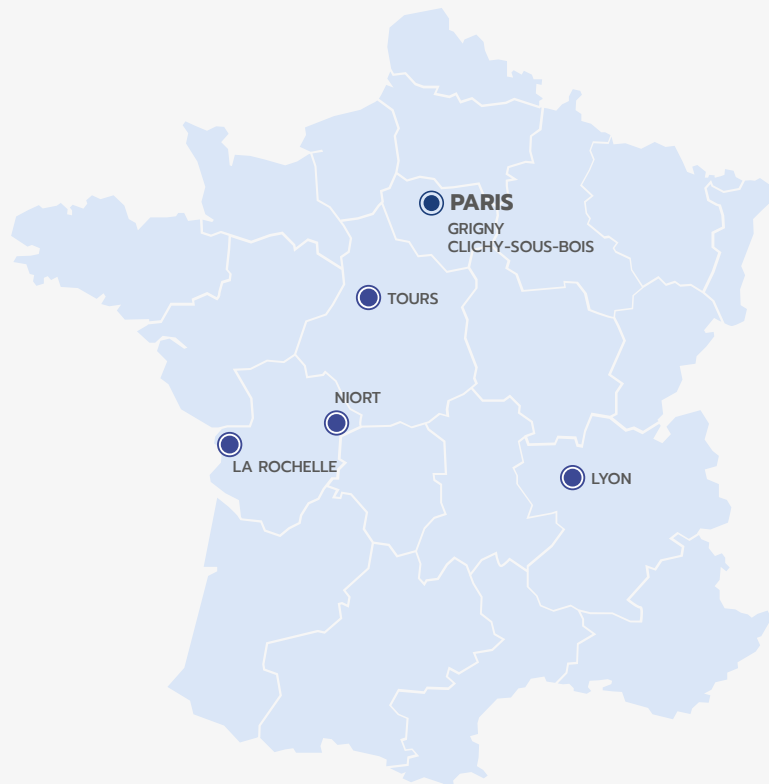 PARIS
GRIGNY
CLICHY-SOUS-BOIS
TOURS
NIORT
LA ROCHELLE
LYON